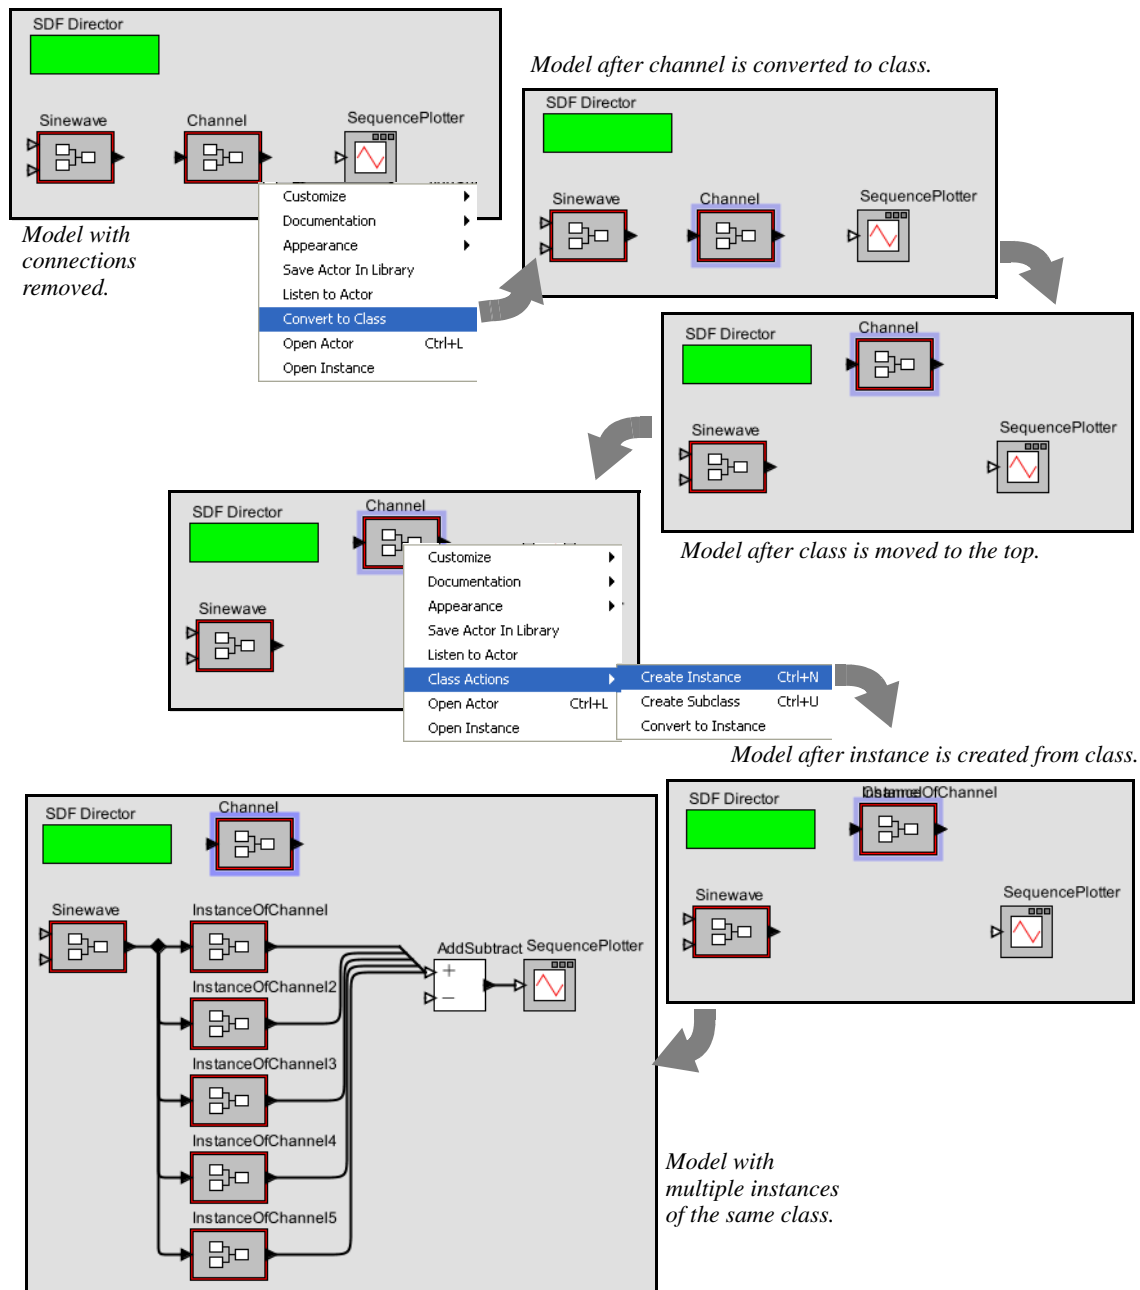 SDF Director
Sinewave
Channel
SequencePlotter
Customize
Documentation
Appearance
Save Actor In Library
Listen to Actor
Convert to Class
Open Actor Ctrl+L
Open Instance
Model with
connections
removed.
Model after channel is converted to class.
SDF Director
Sinewave
Channel
SequencePlotter
SDF Director
Channel
Sinewave
SequencePlotter
Model after class is moved to the top.
SDF Director
Channel
Sinewave
Customize
Documentation
Appearance
Save Actor In Library
Listen to Actor
Class Actions
Open Actor Ctrl+L
Open Instance
Create Instance Ctrl+N
Create Subclass Ctrl+U
Convert to Instance
Model after instance is created from class.
SDF Director
InstanceOfChannel
Sinewave
SequencePlotter
SDF Director
Channel
Sinewave
InstanceOfChannel
InstanceOfChannel2
InstanceOfChannel3
InstanceOfChannel4
InstanceOfChannel5
AddSubtract
+
−
SequencePlotter
Model with
multiple instances
of the same class.